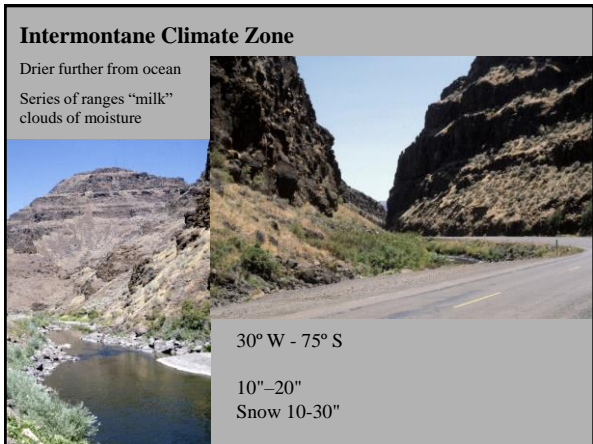 Intermontane Climate Zone
Drier further from ocean
Series of ranges “milk”
clouds of moisture
30º W - 75º S
10"–20"
Snow 10-30"